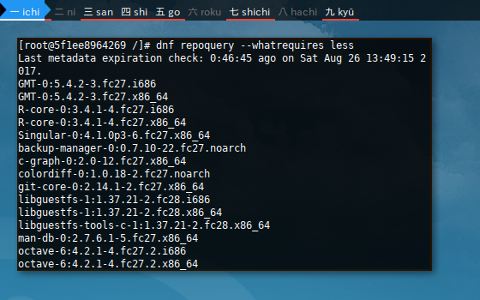 一 ichi 二 ni 三 san 四 shi 五 go 六 roku 七 shichi 八 hachi 九 kyū
[root@5f1ee8964269 /]# dnf repoquery --whatrequires less
Last metadata expiration check: 0:46:45 ago on Sat Aug 26 13:49:15 2
017.
GMT-0:5.4.2-3.fc27.i686
GMT-0:5.4.2-3.fc27.x86_64
R-core-0:3.4.1-4.fc27.i686
R-core-0:3.4.1-4.fc27.x86_64
Singular-0:4.1.0p3-6.fc27.x86_64
backup-manager-0:0.7.10-22.fc27.noarch
c-graph-0:2.0-12.fc27.x86_64
colordiff-0:1.0.18-2.fc27.noarch
git-core-0:2.14.1-2.fc27.x86_64
libguestfs-1:1.37.21-2.fc28.i686
libguestfs-1:1.37.21-2.fc28.x86_64
libguestfs-tools-c-1:1.37.21-2.fc28.x86_64
man-db-0:2.7.6.1-5.fc27.x86_64
octave-6:4.2.1-4.fc27.2.i686
octave-6:4.2.1-4.fc27.2.x86_64